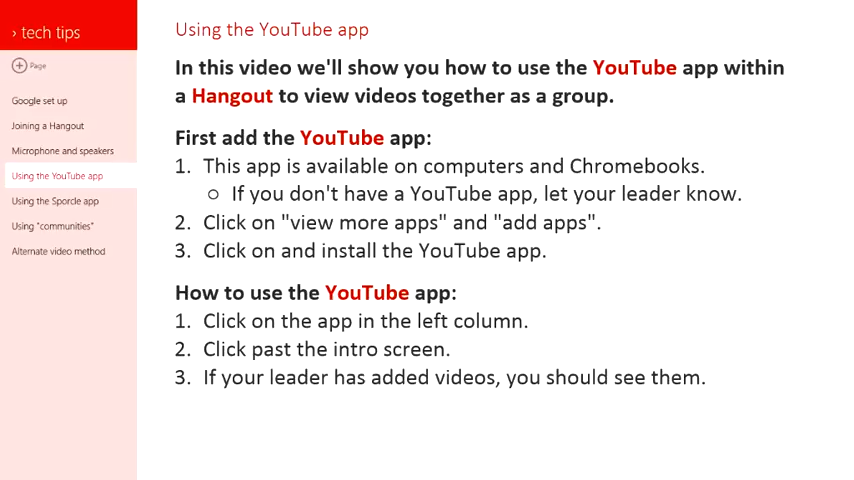 › tech tips
Page
Google set up
Joining a Hangout
Microphone and speakers
Using the YouTube app
Using the Sporcle app
Using "communities"
Alternate video method
Using the YouTube app
In this video we'll show you how to use the YouTube app within
a Hangout to view videos together as a group.
First add the YouTube app:
1. This app is available on computers and Chromebooks.
○ If you don't have a YouTube app, let your leader know.
2. Click on "view more apps" and "add apps".
3. Click on and install the YouTube app.
How to use the YouTube app:
1. Click on the app in the left column.
2. Click past the intro screen.
3. If your leader has added videos, you should see them.